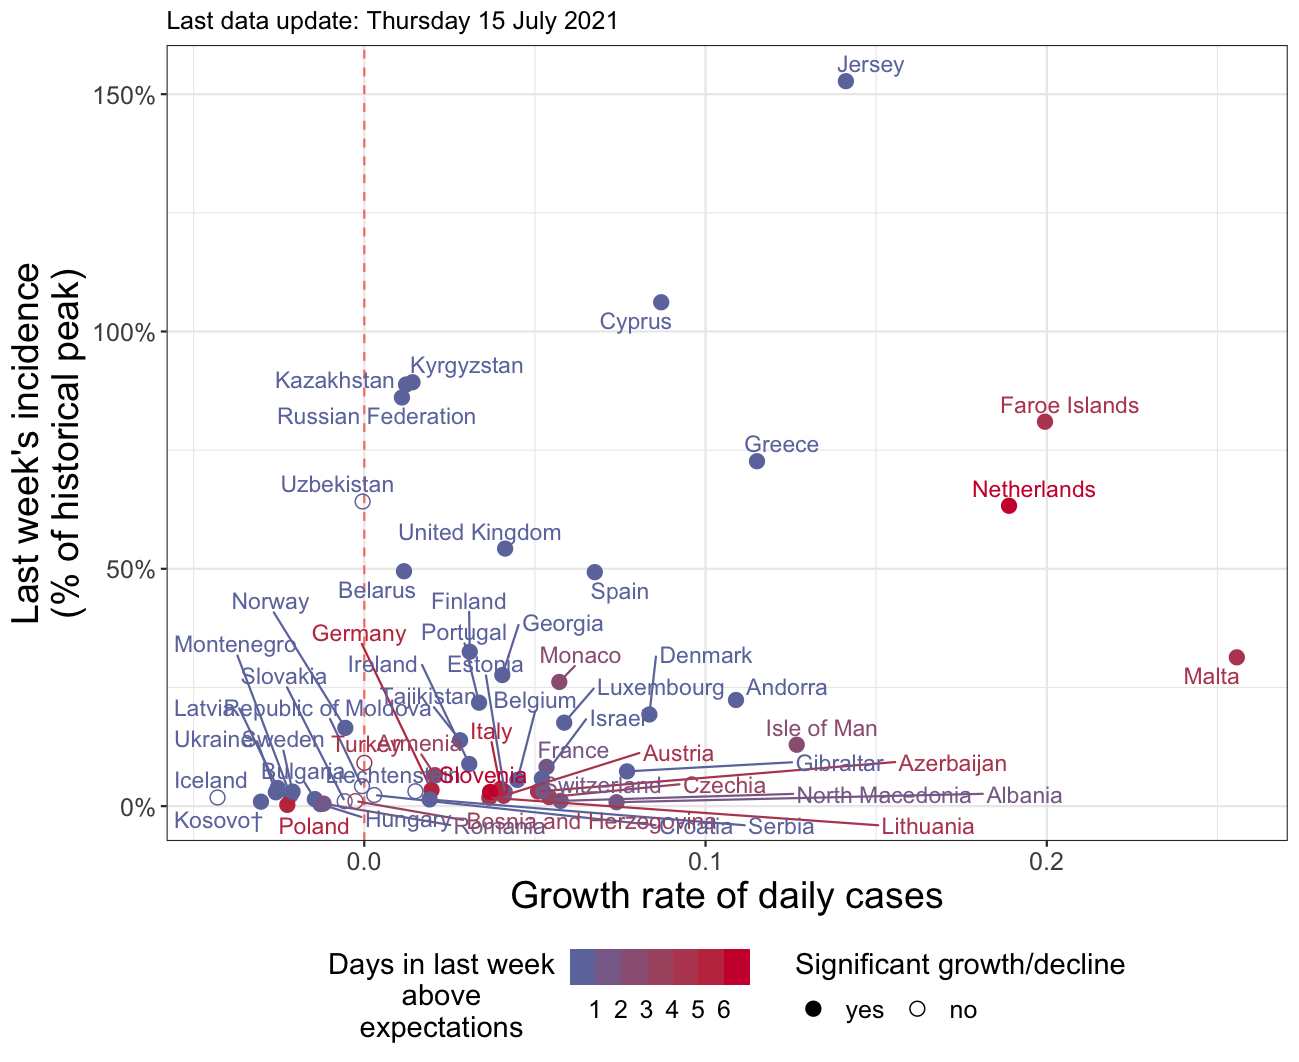 Last data update: Thursday 15 July 2021
Last week's incidence
(% of historical peak)
150%
100%
50%
0%
Jersey
Cyprus
Kyrgyzstan
Kazakhstan
Russian Federation
Faroe Islands
Greece
Uzbekistan
Netherlands
United Kingdom
Belarus
Spain
Norway
Finland
Georgia
Germany
Portugal
Montenegro
Ireland
Estonia
Monaco
Denmark
Malta
Slovakia
Tajikistan
Belgium
Luxembourg
Andorra
Latvia
Republic of Moldova
Israel
Italy
Isle of Man
Ukraine
Sweden
Turkey
Armenia
France
Austria
Gibraltar
Azerbaijan
Iceland
Bulgaria
Liechtenstein
Slovenia
Switzerland
Czechia
North Macedonia
Albania
Kosovo†
Poland
Hungary
Romania
Bosnia and Herzegovina
Croatia
Serbia
Lithuania
0.0 0.1 0.2
Growth rate of daily cases
Days in last week
above
expectations
1 2 3 4 5 6
Significant growth/decline
yes no